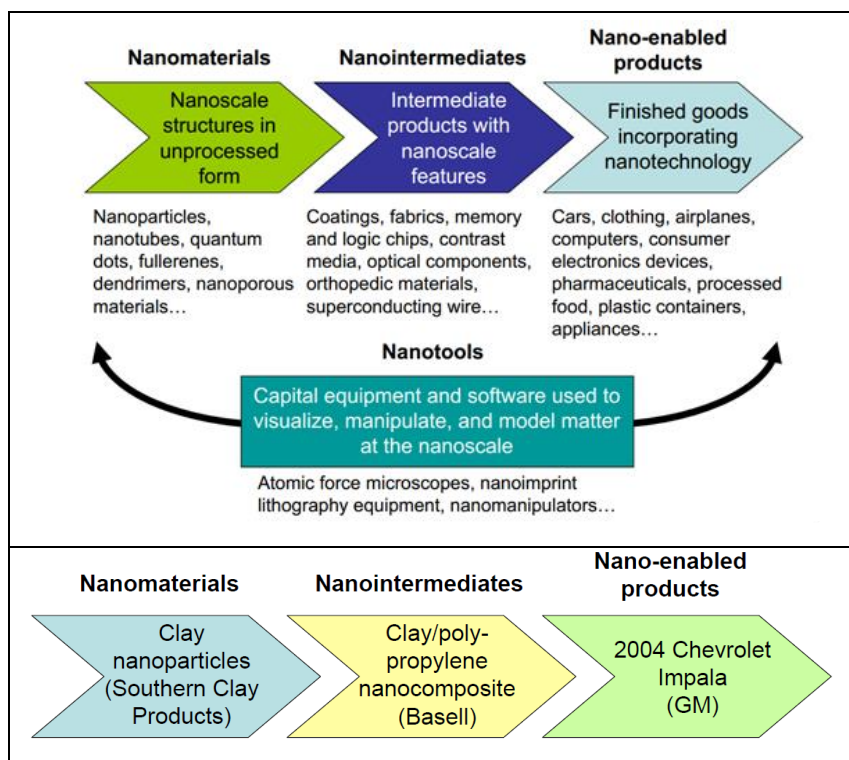 Nanomaterials
Nanointermediates
Nano-enabled
products
Nanoscale
structures in
unprocessed
form
Intermediate
products with
nanoscale
features
Finished goods
incorporating
nanotechnology
Nanoparticles,
nanotubes, quantum
dots, fullerenes,
dendrimers, nanoporous
materials…
Coatings, fabrics, memory
and logic chips, contrast
media, optical components,
orthopedic materials,
superconducting wire…
Cars, clothing, airplanes,
computers, consumer
electronics devices,
pharmaceuticals, processed
food, plastic containers,
appliances…
Nanotools
Capital equipment and software used to
visualize, manipulate, and model matter
at the nanoscale
Atomic force microscopes, nanoimprint
lithography equipment, nanomanipulators…
Nanomaterials
Nanointermediates
Nano-enabled
products
Clay
nanoparticles
(Southern Clay
Products)
Clay/poly-
propylene
nanocomposite
(Basell)
2004 Chevrolet
Impala
(GM)